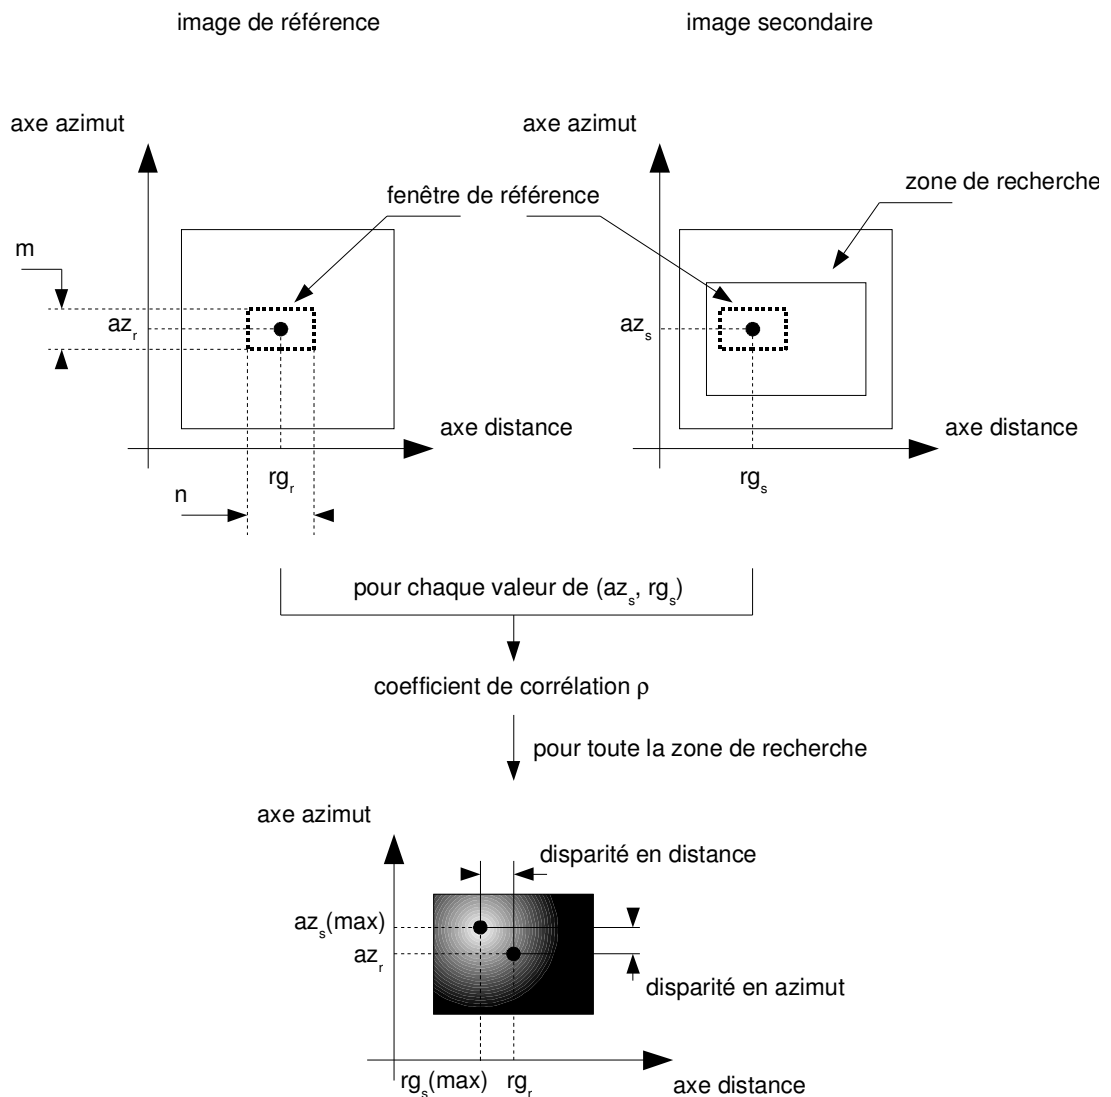 image de référence
image secondaire
axe azimut
axe azimut
fenêtre de référence
zone de recherche
m
az_r
az_s
axe distance
axe distance
rg_r
rg_s
n
pour chaque valeur de (az_s, rg_s)
coefficient de corrélation ρ
pour toute la zone de recherche
axe azimut
disparité en distance
az_s(max)
az_r
disparité en azimut
rg_s(max)
rg_r
axe distance